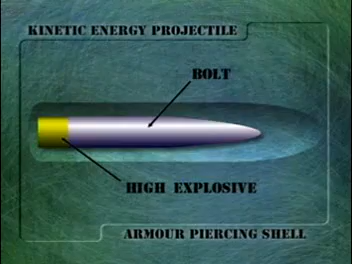 KINETIC ENERGY PROJECTILE
BOLT
HIGH EXPLOSIVE
ARMOUR PIERCING SHELL